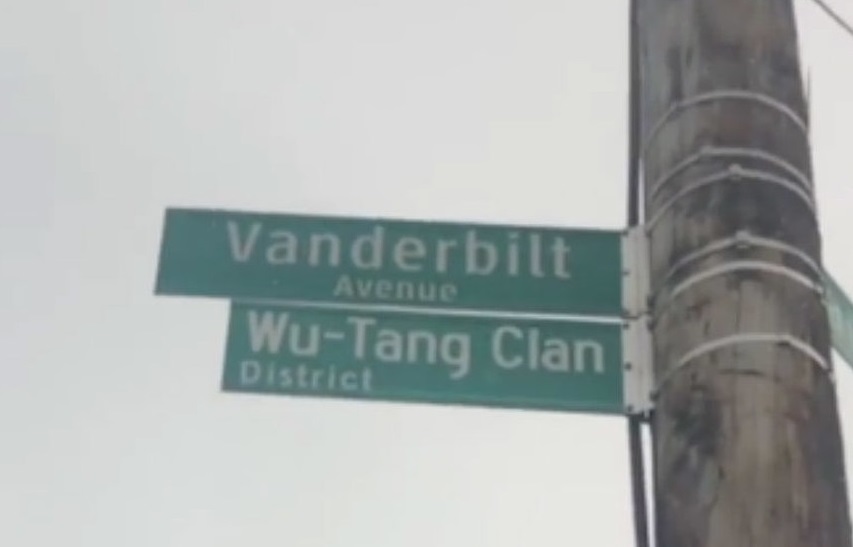 Vanderbilt
Avenue
Wu-Tang Clan
District